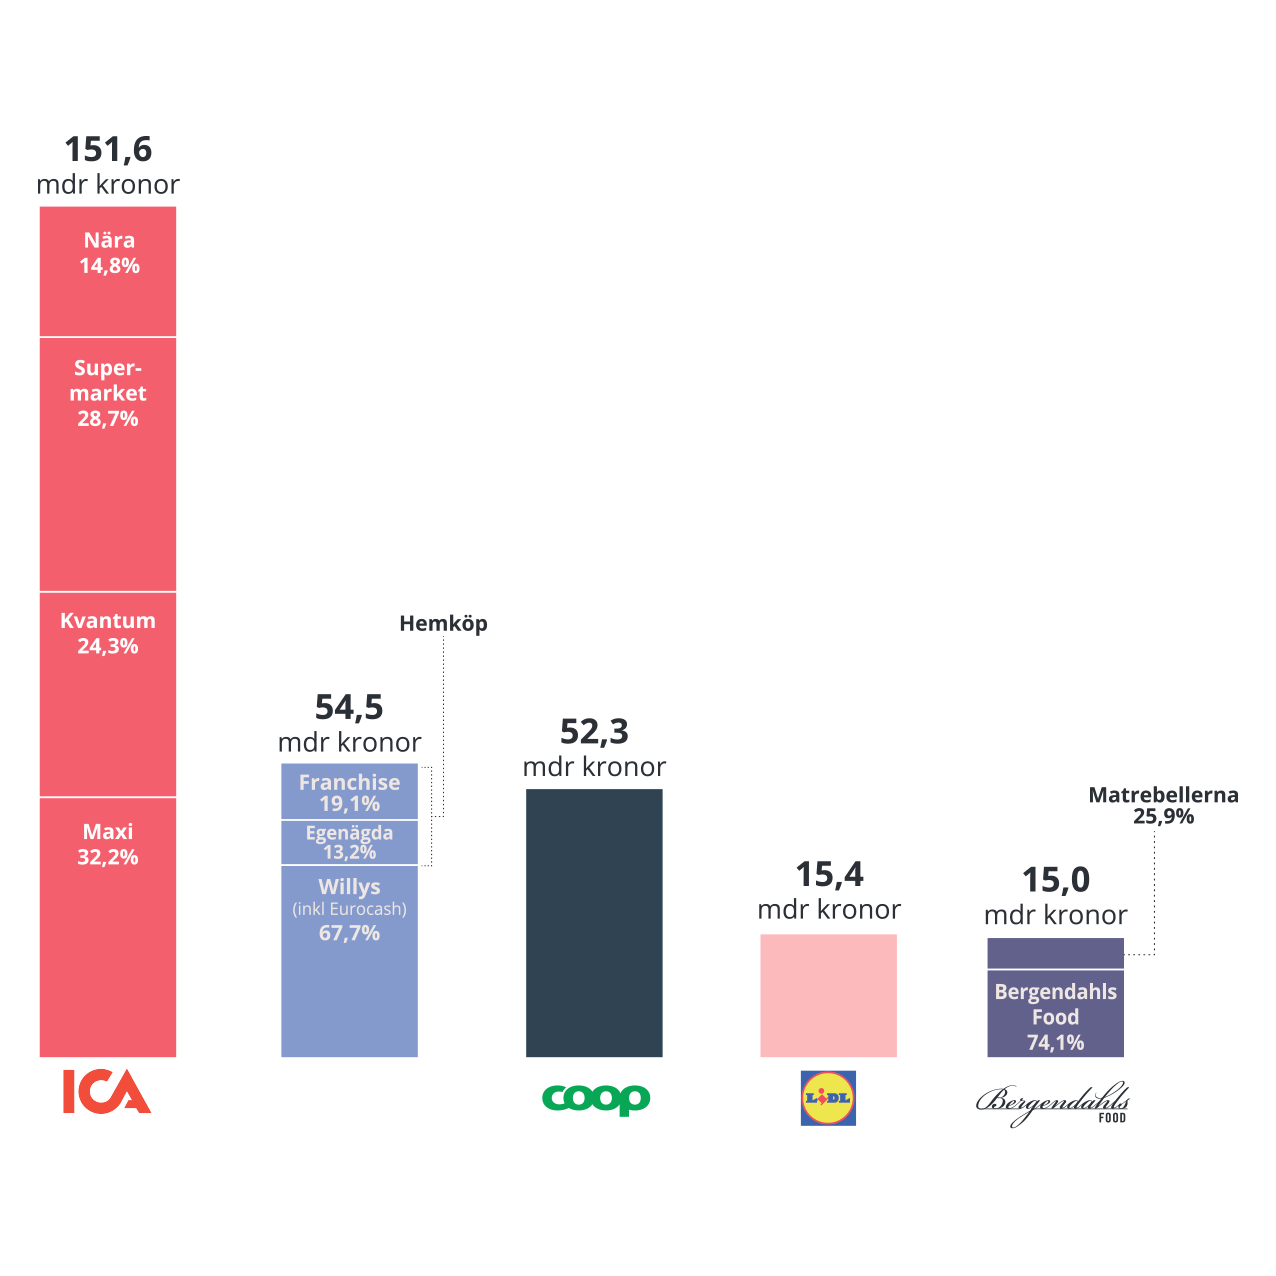 151,6
mdr kronor
Nära
14,8%
Super-
market
28,7%
Kvantum
24,3%
Maxi
32,2%
ICA
Hemköp
54,5
mdr kronor
Franchise
19,1%
Egenägda
13,2%
Willys
(inkl Eurocash)
67,7%
52,3
mdr kronor
coop
15,4
mdr kronor
LIDL
Matrebellerna
25,9%
15,0
mdr kronor
Bergendahls
Food
74,1%
Bergendahls
FOOD